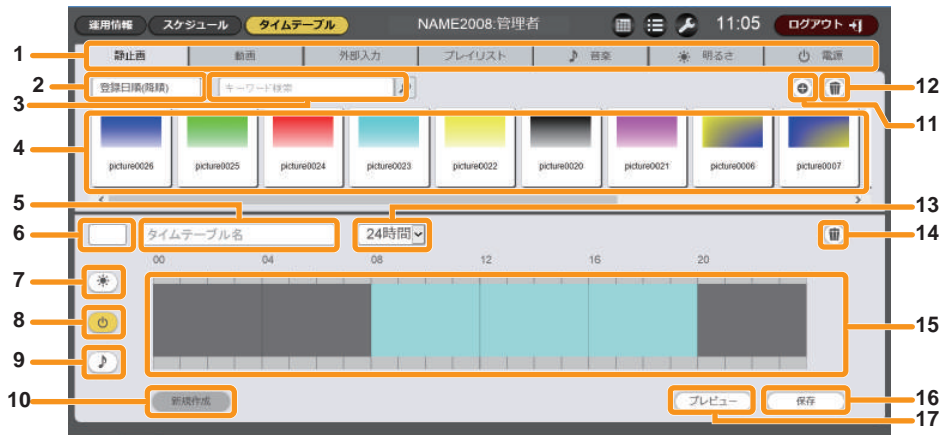 運用情報 スケジュール タイムテーブル NAME2008:管理者 11:05 ログアウト
1 静止画 動画 外部入力 プレイリスト 音楽 明るさ 電源
2 登録日順(降順) キーワード検索 12
3 11
4 picture0026 picture0025 picture0024 picture0023 picture0022 picture0020 picture0021 picture0006 picture0007
5 13
6 タイムテーブル名 24時間 14
00 04 08 12 16 20
7
8 15
9
10 新規作成 プレビュー 保存 16
17